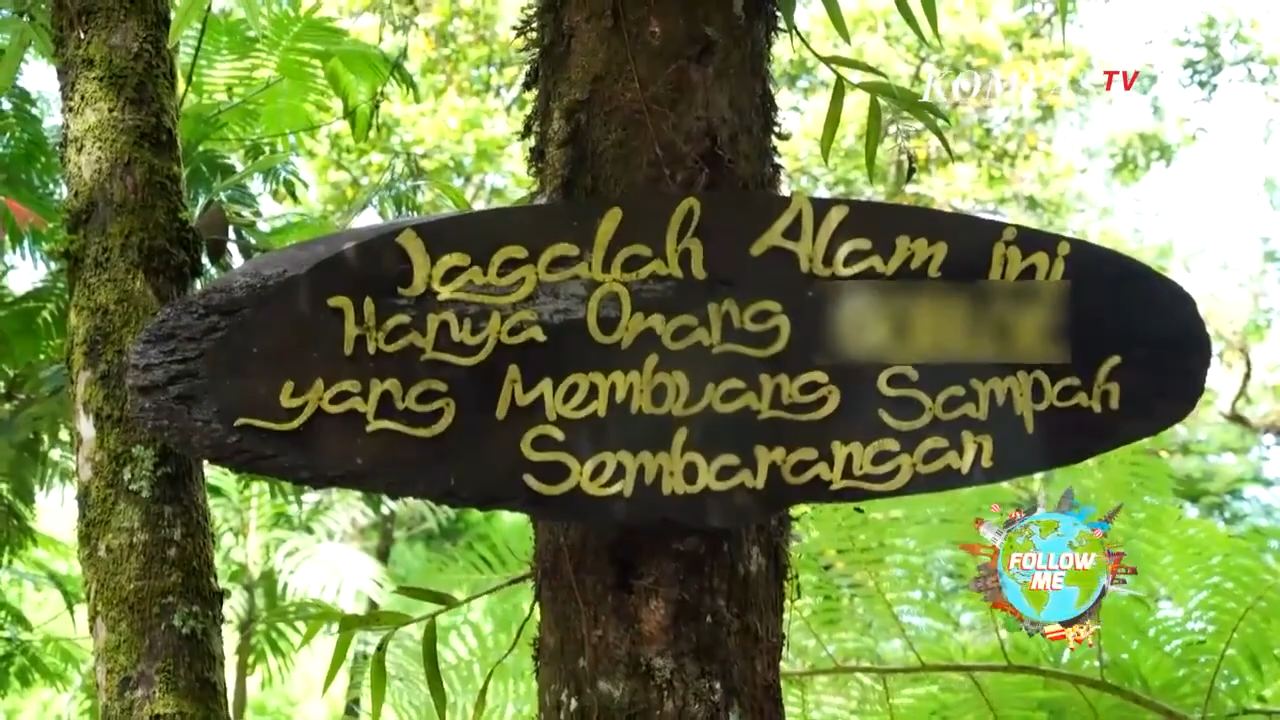 KOMPAS TV
Jagalah Alam ini
Hanya Orang
yang Membuang Sampah
Sembarangan
FOLLOW
ME